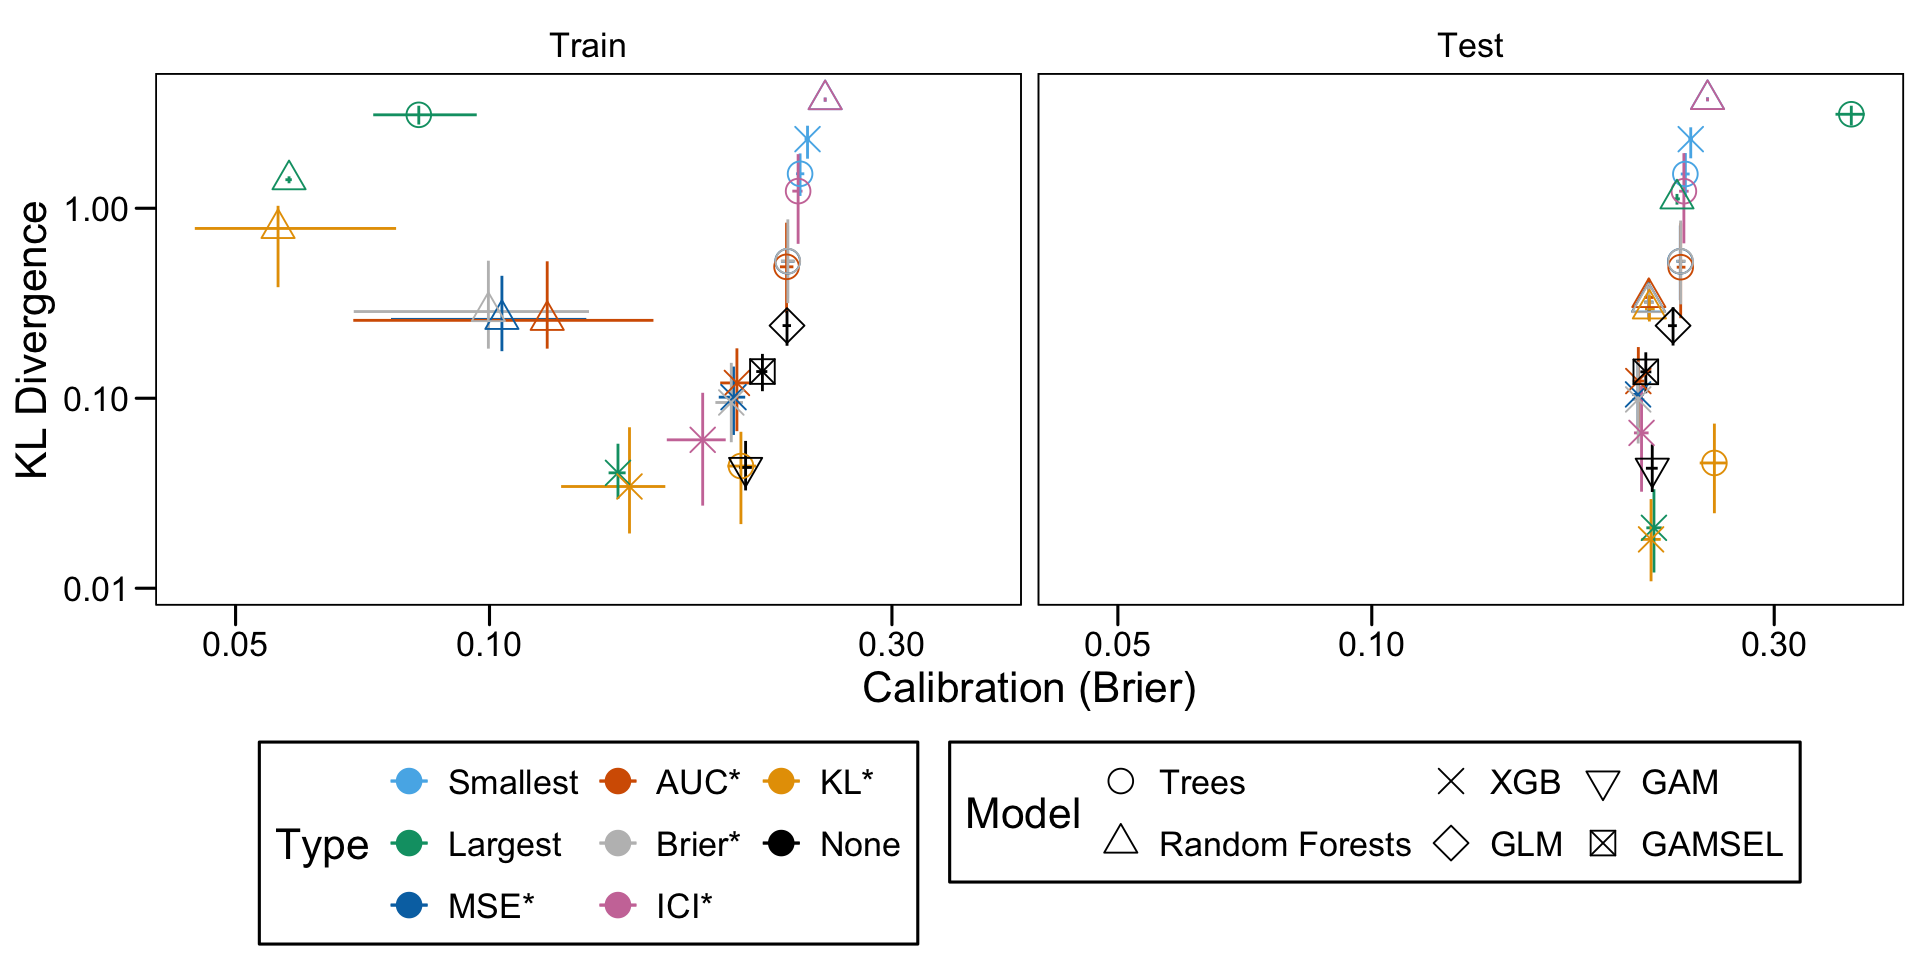 Train Test
KL Divergence
1.00
0.10
0.01
0.05 0.10 0.30 0.05 0.10 0.30
Calibration (Brier)
Type
Smallest AUC* KL*
Largest Brier* None
MSE* ICI*
Model
Trees XGB GAM
Random Forests GLM GAMSEL